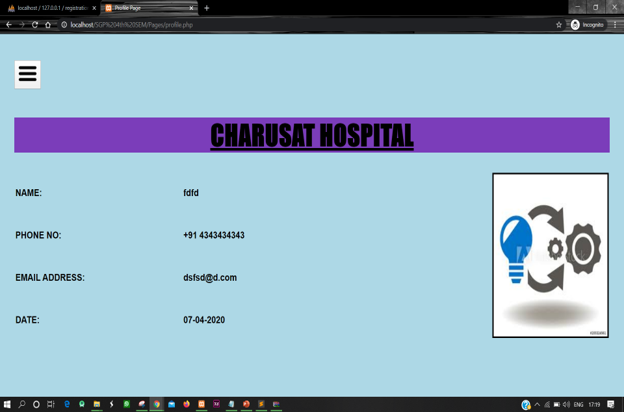 localhost / 127.0.0.1 / registration
Profile Page
localhost/SGP%204th%20SEM/Pages/profile.php
Incognito
CHARUSAT HOSPITAL
NAME: fdfd
PHONE NO: +91 4343434343
EMAIL ADDRESS: dsfsd@d.com
DATE: 07-04-2020
ENG 17:19